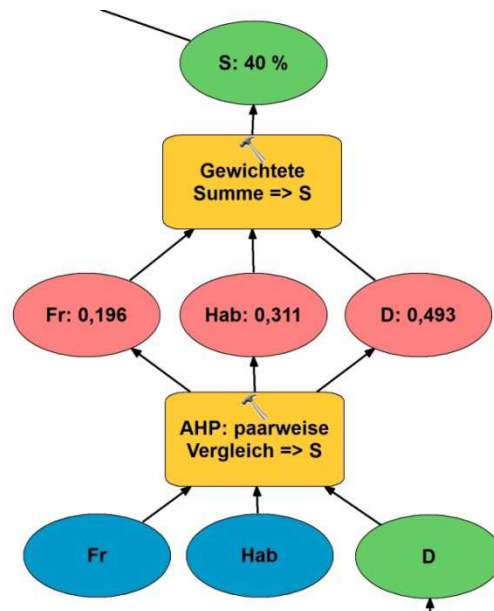 S: 40 %
Gewichtete
Summe => S
Fr: 0,196
Hab: 0,311
D: 0,493
AHP: paarweise
Vergleich => S
Fr
Hab
D